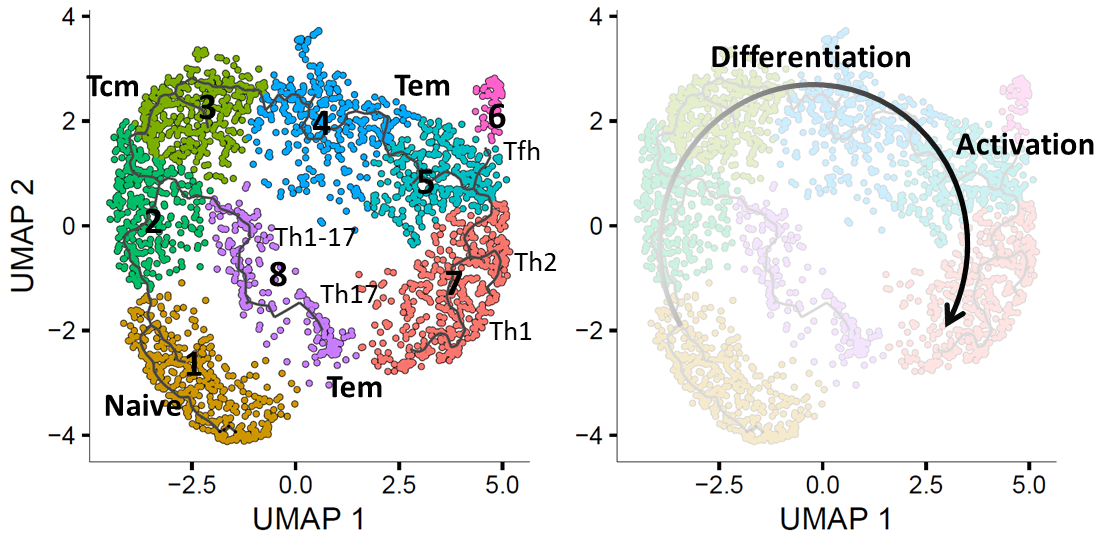 4
2
0
−2
−4
UMAP 2
Tcm
3
4
Tem
6
Tfh
5
2
Th1-17
8
Th17
7
Th2
Th1
1
Naive
Tem
−2.5 0.0 2.5 5.0
UMAP 1
4
2
0
−2
−4
Differentiation
Activation
−2.5 0.0 2.5 5.0
UMAP 1